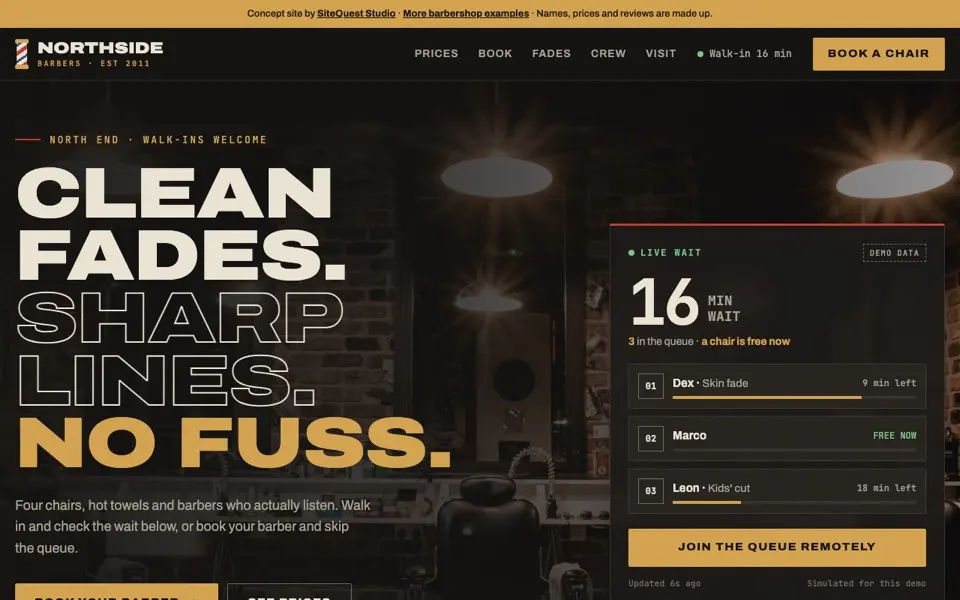 Concept site by SiteQuest Studio · More barbershop examples · Names, prices and reviews are made up.
NORTHSIDE
BARBERS · EST 2011
PRICES
BOOK
FADES
CREW
VISIT
Walk-in 16 min
BOOK A CHAIR
NORTH END · WALK-INS WELCOME
CLEAN
FADES.
SHARP
LINES.
NO FUSS.
Four chairs, hot towels and barbers who actually listen. Walk
in and check the wait below, or book your barber and skip
the queue.
BOOK YOUR BARBER
SEE PRICES
LIVE WAIT
DEMO DATA
16 MIN WAIT
3 in the queue · a chair is free now
01 Dex · Skin fade 9 min left
02 Marco FREE NOW
03 Leon · Kids' cut 18 min left
JOIN THE QUEUE REMOTELY
Updated 6s ago
Simulated for this demo